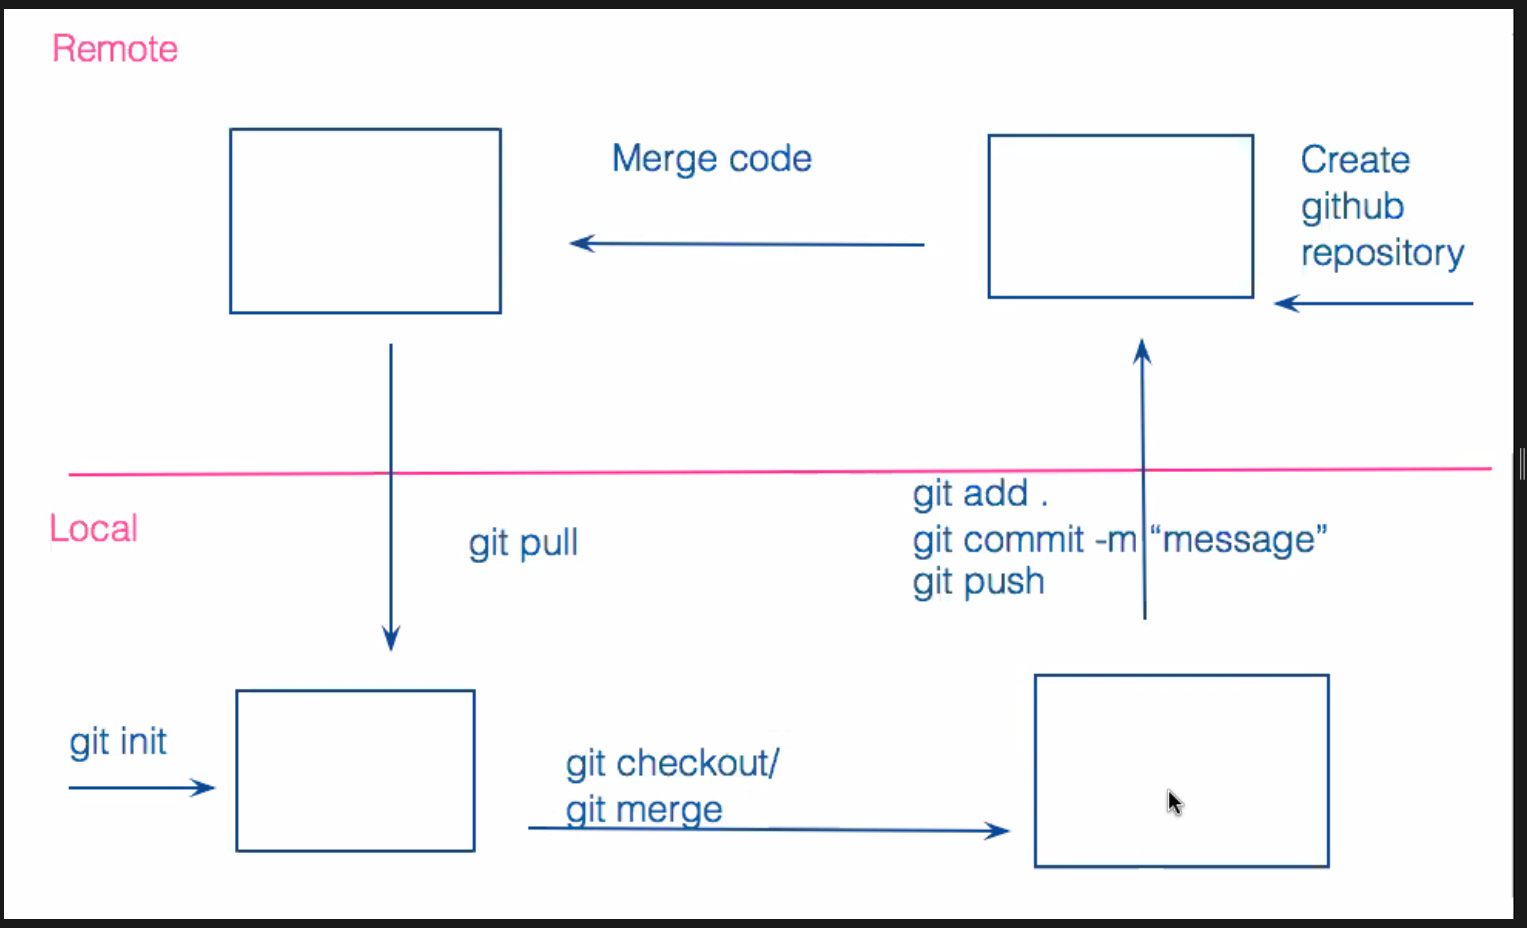 Remote
Merge code
Create
github
repository
Local
git pull
git add .
git commit -m “message”
git push
git init
git checkout/
git merge